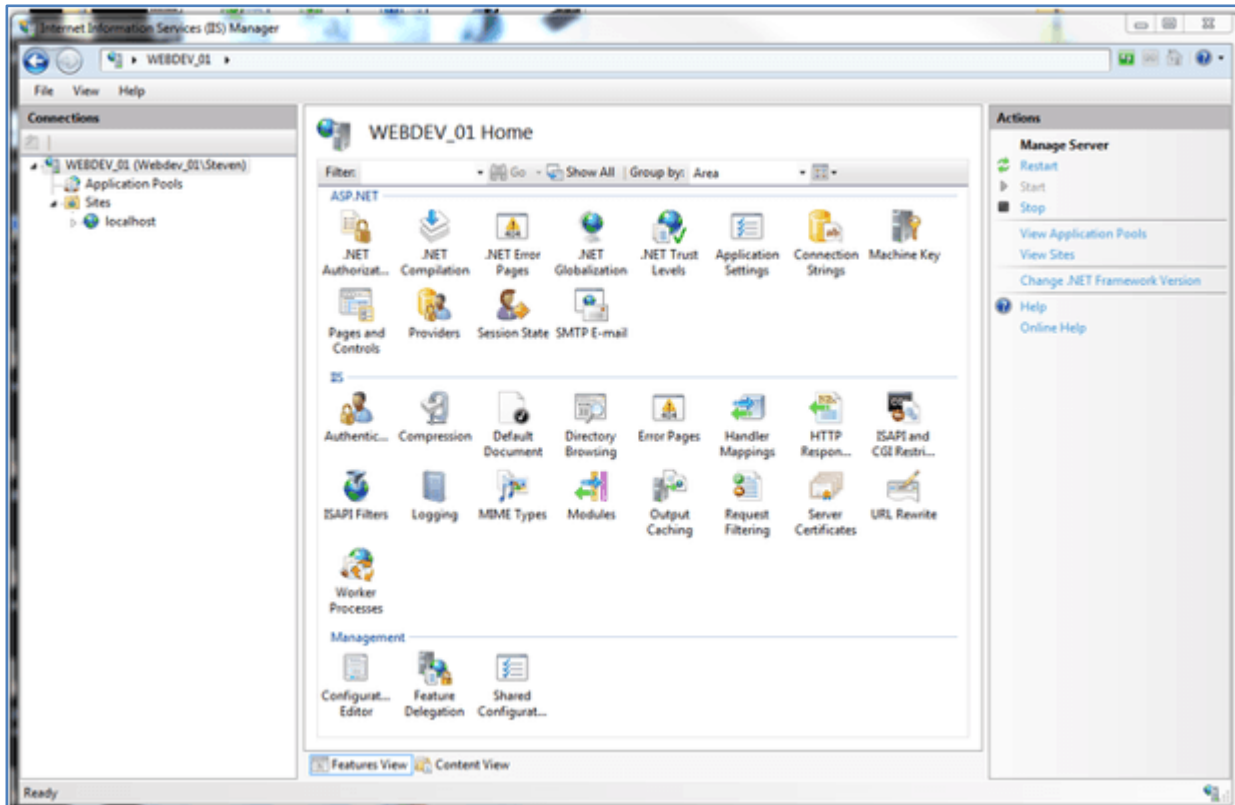 Internet Information Services (IIS) Manager
WEBDEV_01
File View Help
Connections
WEBDEV_01 (Webdev_01\Steven)
Application Pools
Sites
localhost
WEBDEV_01 Home
Filter: Go Show All Group by: Area
ASP.NET
.NET Authorizat...
.NET Compilation
.NET Error Pages
.NET Globalization
.NET Trust Levels
Application Settings
Connection Strings
Machine Key
Pages and Controls
Providers
Session State
SMTP E-mail
IIS
Authentic...
Compression
Default Document
Directory Browsing
Error Pages
Handler Mappings
HTTP Respon...
ISAPI and CGI Restri...
ISAPI Filters
Logging
MIME Types
Modules
Output Caching
Request Filtering
Server Certificates
URL Rewrite
Worker Processes
Management
Configurat... Editor
Feature Delegation
Shared Configurat...
Features View
Content View
Actions
Manage Server
Restart
Start
Stop
View Application Pools
View Sites
Change .NET Framework Version
Help
Online Help
Ready